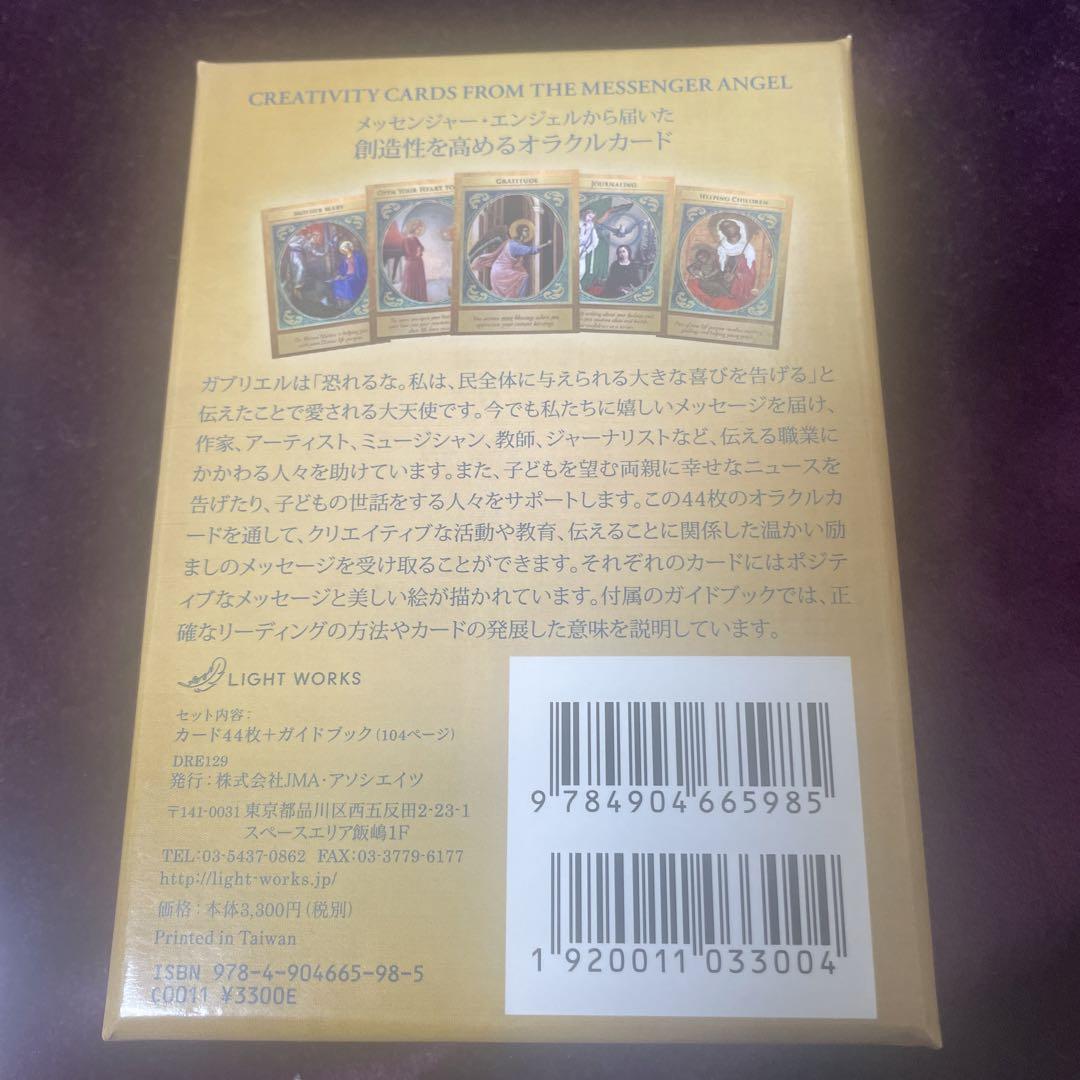 CREATIVITY CARDS FROM THE MESSENGER ANGEL
メッセンジャー・エンジェルから届いた
創造性を高めるオラクルカード
MOTHER MARY
OPEN YOUR HEART TO
GRATITUDE
JOURNALING
HELPING CHILDREN
ガブリエルは「恐れるな。私は、民全体に与えられる大きな喜びを告げる」と
伝えたことで愛される大天使です。今でも私たちに嬉しいメッセージを届け、
作家、アーティスト、ミュージシャン、教師、ジャーナリストなど、伝える職業に
かかわる人々を助けています。また、子どもを望む両親に幸せなニュースを
告げたり、子どもの世話をする人々をサポートします。この44枚のオラクルカ
ードを通して、クリエイティブな活動や教育、伝えることに関係した温かい励
ましのメッセージを受け取ることができます。それぞれのカードにはポジテ
ィブなメッセージと美しい絵が描かれています。付属のガイドブックでは、正
確なリーディングの方法やカードの発展した意味を説明しています。
LIGHT WORKS
セット内容:
カード44枚+ガイドブック(104ページ)
DRE129
発行:株式会社JMA・アソシエイツ
〒141-0031 東京都品川区西五反田2-23-1
スペースエリア飯嶋1F
TEL:03-5437-0862 FAX:03-3779-6177
http://light-works.jp/
価格:本体3,300円(税別)
Printed in Taiwan
ISBN 978-4-904665-98-5
C0011 ¥3300E
9 784904 665985
1 920011 033004